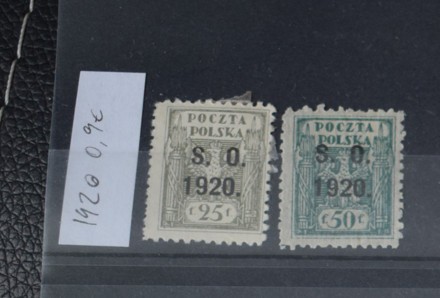 1920 0,9€
POCZTA
POLSKA
S. O.
1920.
f 25 f
POCZTA
POLSKA
S. O.
1920.
f 50 f